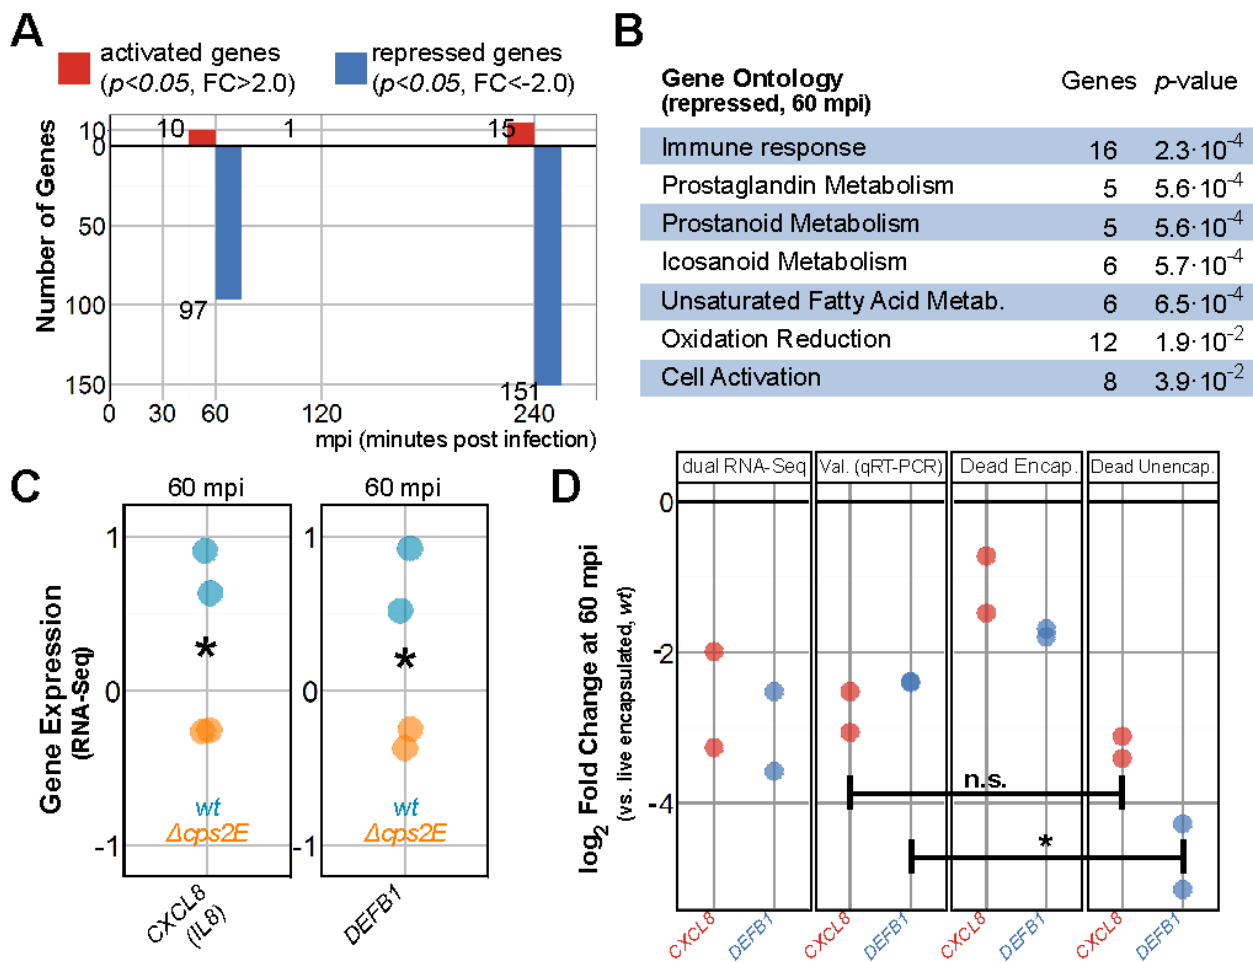 A
activated genes
(p<0.05, FC>2.0)
repressed genes
(p<0.05, FC<-2.0)
Number of Genes
10
0
50
100
150
10
1
15
97
151
0
30
60
120
240
mpi (minutes post infection)
B
Gene Ontology
(repressed, 60 mpi)
Genes p-value
Immune response 16 2.3·10⁻⁴
Prostaglandin Metabolism 5 5.6·10⁻⁴
Prostanoid Metabolism 5 5.6·10⁻⁴
Icosanoid Metabolism 6 5.7·10⁻⁴
Unsaturated Fatty Acid Metab. 6 6.5·10⁻⁴
Oxidation Reduction 12 1.9·10⁻²
Cell Activation 8 3.9·10⁻²
C
60 mpi
60 mpi
Gene Expression
(RNA-Seq)
1
0
-1
1
0
-1
*
*
wt
Δcps2E
wt
Δcps2E
CXCL8
(IL8)
DEFB1
D
dual RNA-Seq
Val. (qRT-PCR)
Dead Encap.
Dead Unencap.
log₂ Fold Change at 60 mpi
(vs. live encapsulated, wt)
0
-2
-4
n.s.
*
CXCL8
DEFB1
CXCL8
DEFB1
CXCL8
DEFB1
CXCL8
DEFB1